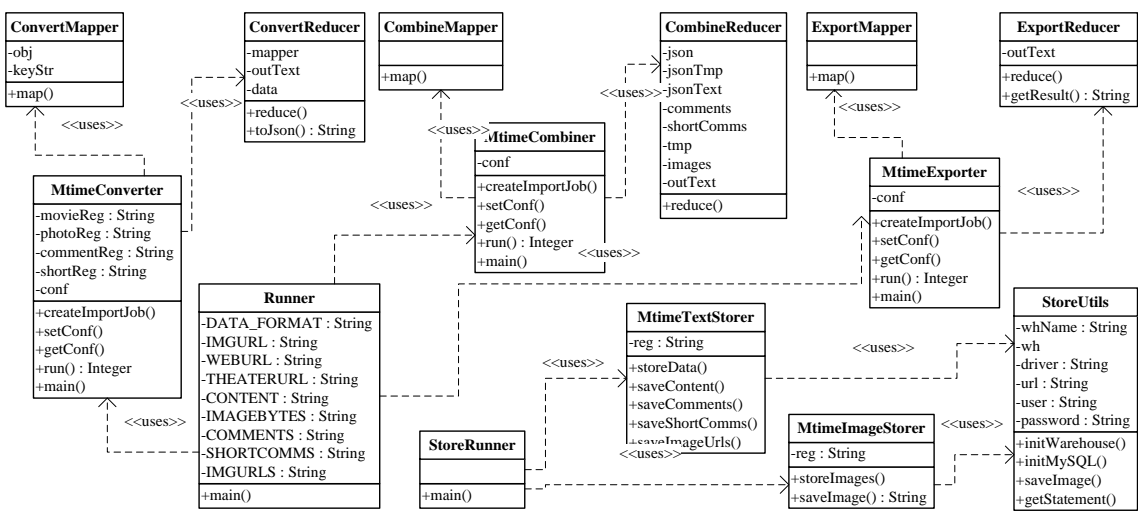 ConvertMapper
-obj
-keyStr
+map()
ConvertReducer
-mapper
-outText
-data
+reduce()
+toJson() : String
CombineMapper
+map()
CombineReducer
-json
-jsonTmp
-jsonText
-comments
-shortComms
-tmp
-images
-outText
+reduce()
ExportMapper
+map()
ExportReducer
-outText
+reduce()
+getResult() : String
<<uses>>
<<uses>>
<<uses>>
<<uses>>
<<uses>>
MtimeCombiner
-conf
+createImportJob()
+setConf()
+getConf()
+run() : Integer
+main()
MtimeConverter
-movieReg : String
-photoReg : String
-commentReg : String
-shortReg : String
-conf
+createImportJob()
+setConf()
+getConf()
+run() : Integer
+main()
MtimeExporter
-conf
+createImportJob()
+setConf()
+getConf()
+run() : Integer
+main()
<<uses>>
<<uses>>
<<uses>>
Runner
-DATA_FORMAT : String
-IMGURL : String
-WEBURL : String
-THEATERURL : String
-CONTENT : String
-IMAGEBYTES : String
-COMMENTS : String
-SHORTCOMMS : String
-IMGURLS : String
+main()
<<uses>>
MtimeTextStorer
-reg : String
+storeData()
+saveContent()
+saveComments()
+saveShortComms()
+saveImageUrls()
<<uses>>
<<uses>>
StoreUtils
-whName : String
-wh
-driver : String
-url : String
-user : String
-password : String
+initWarehouse()
+initMySQL()
+saveImage()
+getStatement()
StoreRunner
+main()
<<uses>>
MtimeImageStorer
-reg : String
+storeImages()
+saveImage() : String
<<uses>>